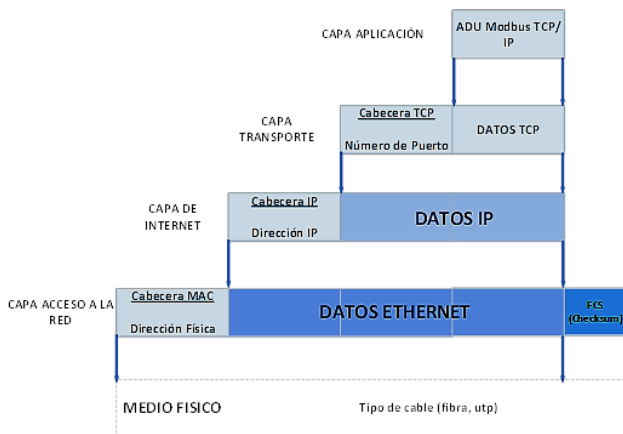 CAPA APLICACIÓN
ADU Modbus TCP/
IP
CAPA
TRANSPORTE
Cabecera TCP
Número de Puerto
DATOS TCP
CAPA DE
INTERNET
Cabecera IP
Dirección IP
DATOS IP
CAPA ACCESO A LA
RED
Cabecera MAC
Dirección Física
DATOS ETHERNET
FCS
(Checksum)
MEDIO FISICO
Tipo de cable (fibra, utp)